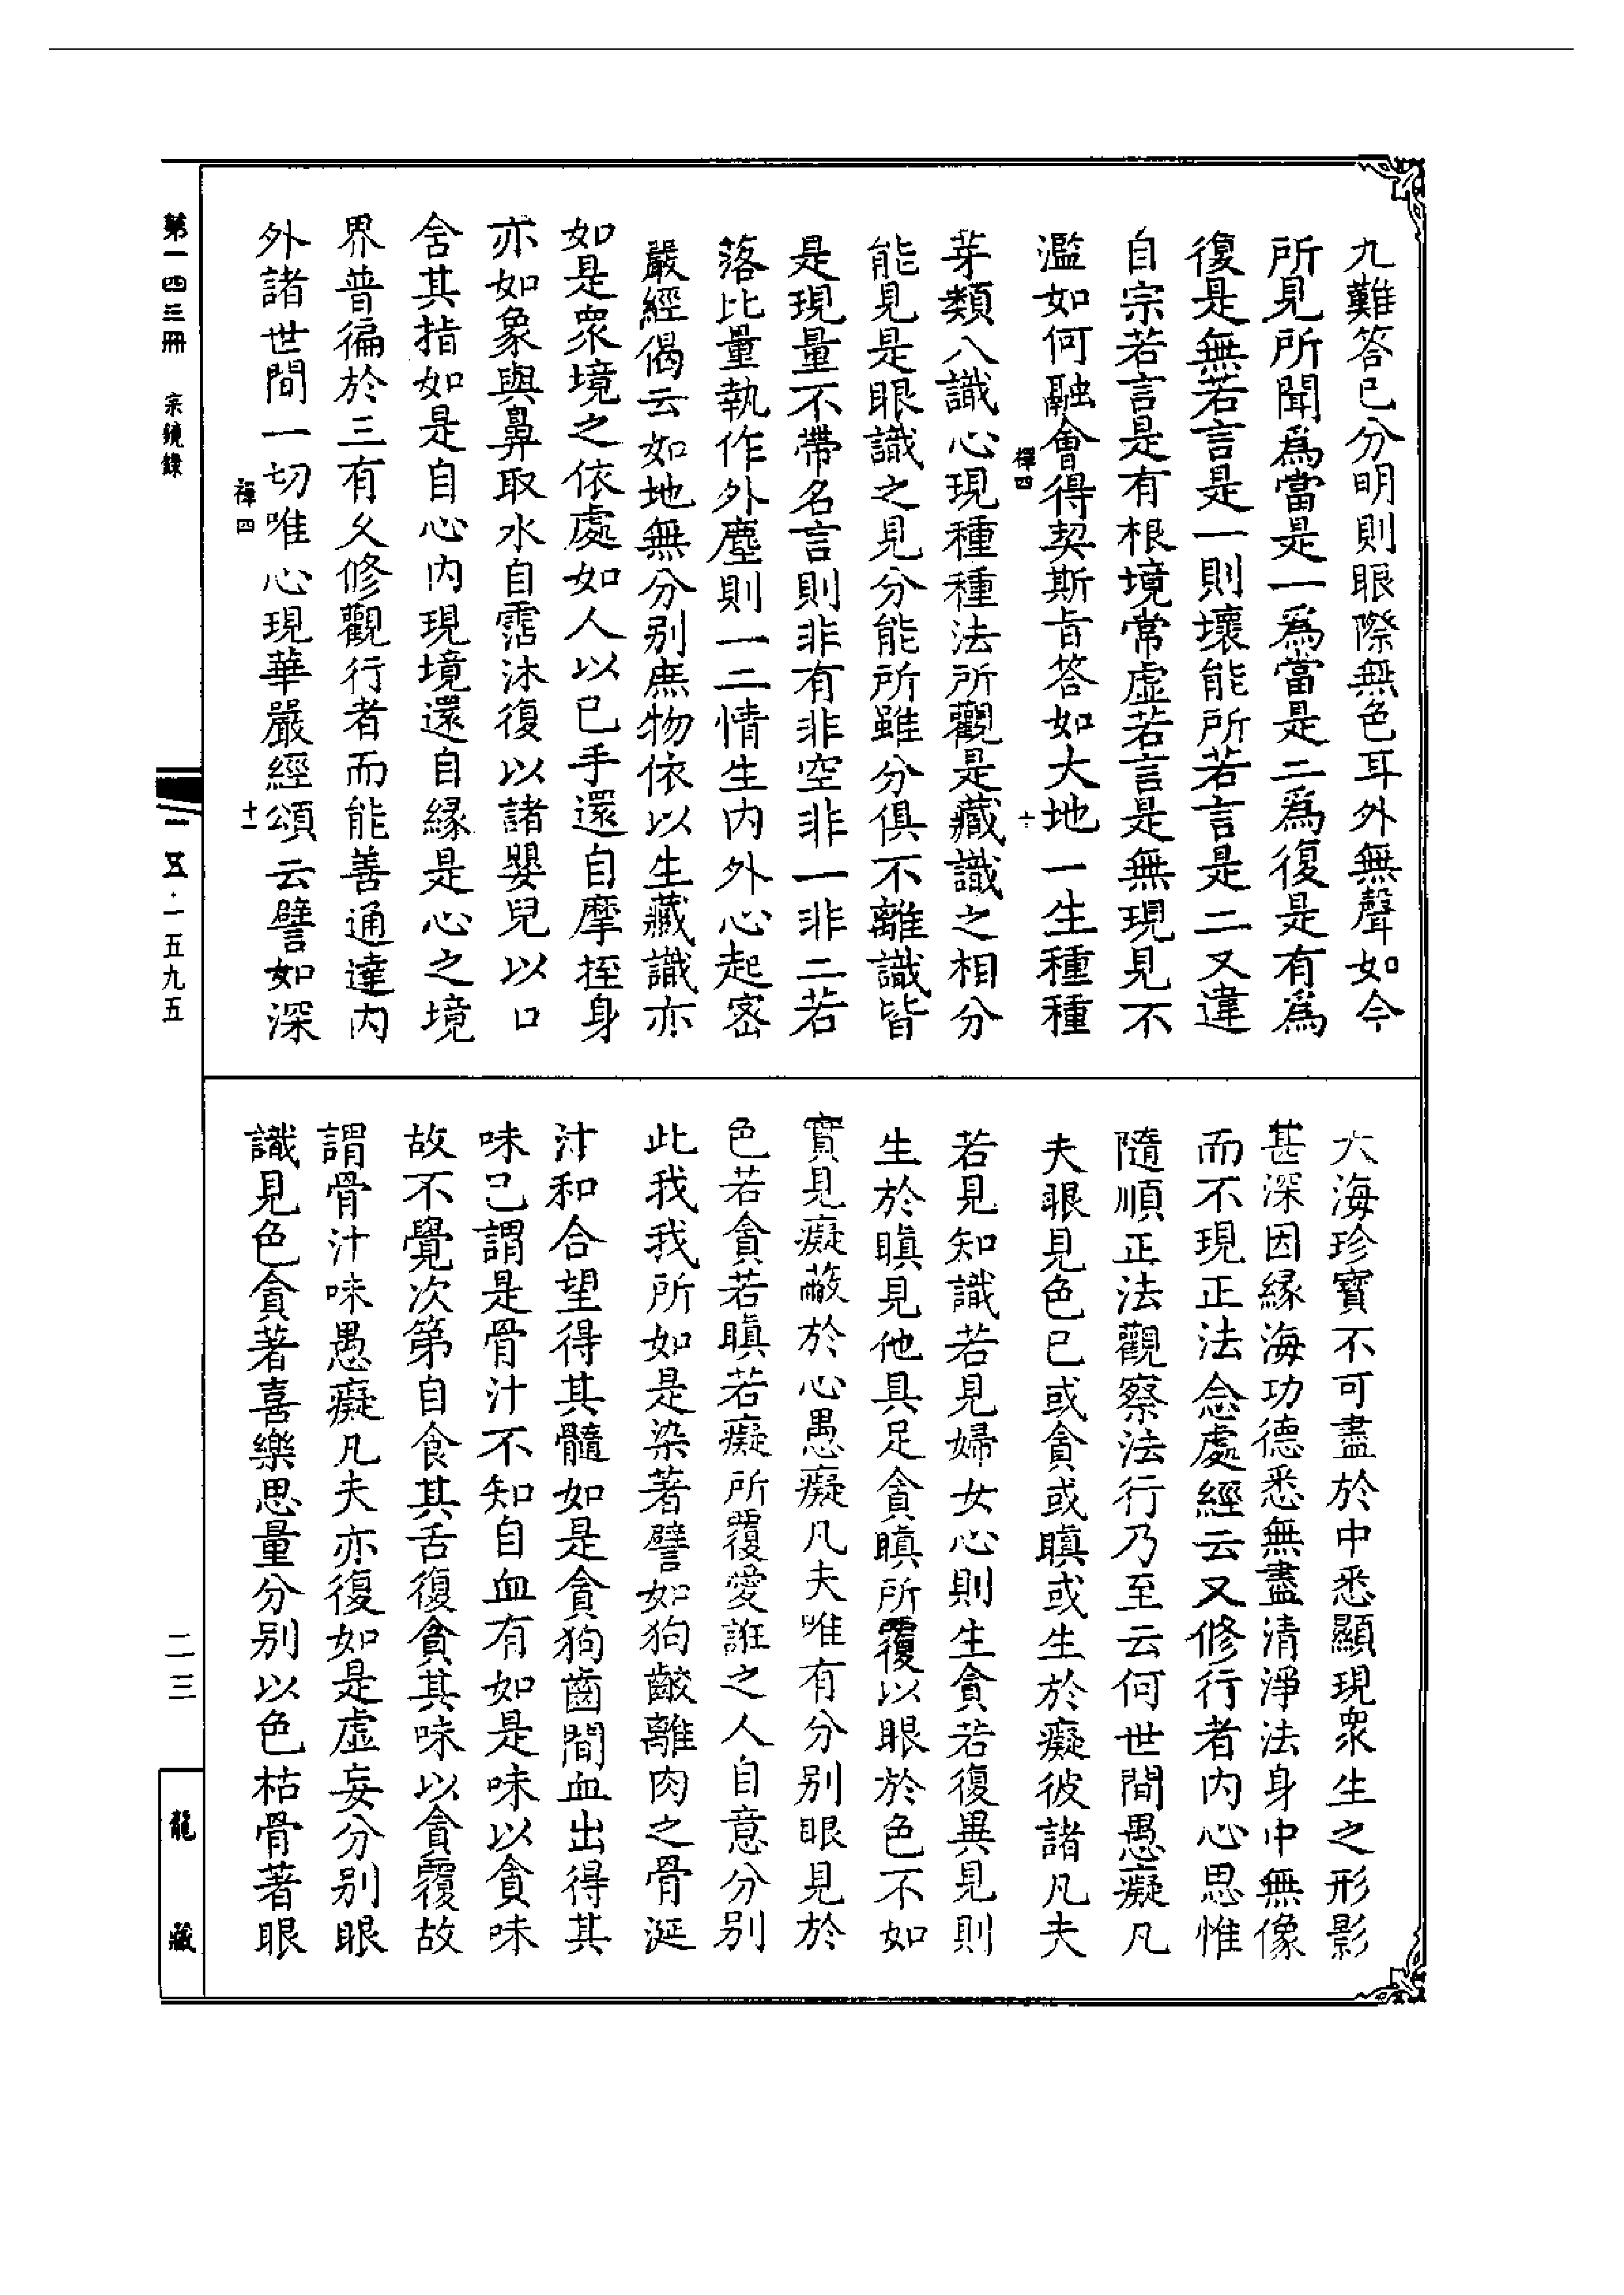 九難答已分明則眼際無色耳外無聲如今
所見所聞為當是一為當是二為復是有為
復是無若言是一則壞能所若言是二又違
自宗若言是有根境常虛若言是無現見不
濫如何融會得契斯旨答如大地一生種種
禪四
十
芽類八識心現種種法所觀是藏識之相分
能見是眼識之見分能所雖分俱不離識皆
是現量不帶名言則非有非空非一非二若
落比量執作外塵則一二情生內外心起密
嚴經偈云如地無分別庶物依以生藏識亦
如是眾境之依處如人以己手還自摩挃身
亦如象與鼻取水自霑沐復以諸嬰兒以口
含其指如是自心內現境還自緣是心之境
界普徧於三有久修觀行者而能善通達內
外諸世間一切唯心現華嚴經頌云譬如深
禪四
十一
大海珍寶不可盡於中悉顯現眾生之形影
甚深因緣海功德悉無盡清淨法身中無像
而不現正法念處經云又修行者內心思惟
隨順正法觀察法行乃至云何世間愚癡凡
夫眼見色已或貪或瞋或生於癡彼諸凡夫
若見知識若見婦女心則生貪若復異見則
生於瞋見他具足貪瞋所覆以眼於色不如
實見癡蔽於心愚癡凡夫唯有分別眼見於
色若貪若瞋若癡所覆愛誑之人自意分別
此我我所如是染著譬如狗齩離肉之骨涎
汁和合望得其髓如是貪狗齒間血出得其
味已謂是骨汁不知自血有如是味以貪味
故不覺次第自食其舌復貪其味以貪覆故
謂骨汁味愚癡凡夫亦復如是虛妄分別眼
識見色貪著喜樂思量分別以色枯骨著眼
第一四三冊 宗鏡錄
一五·一五九五
二三
龍藏